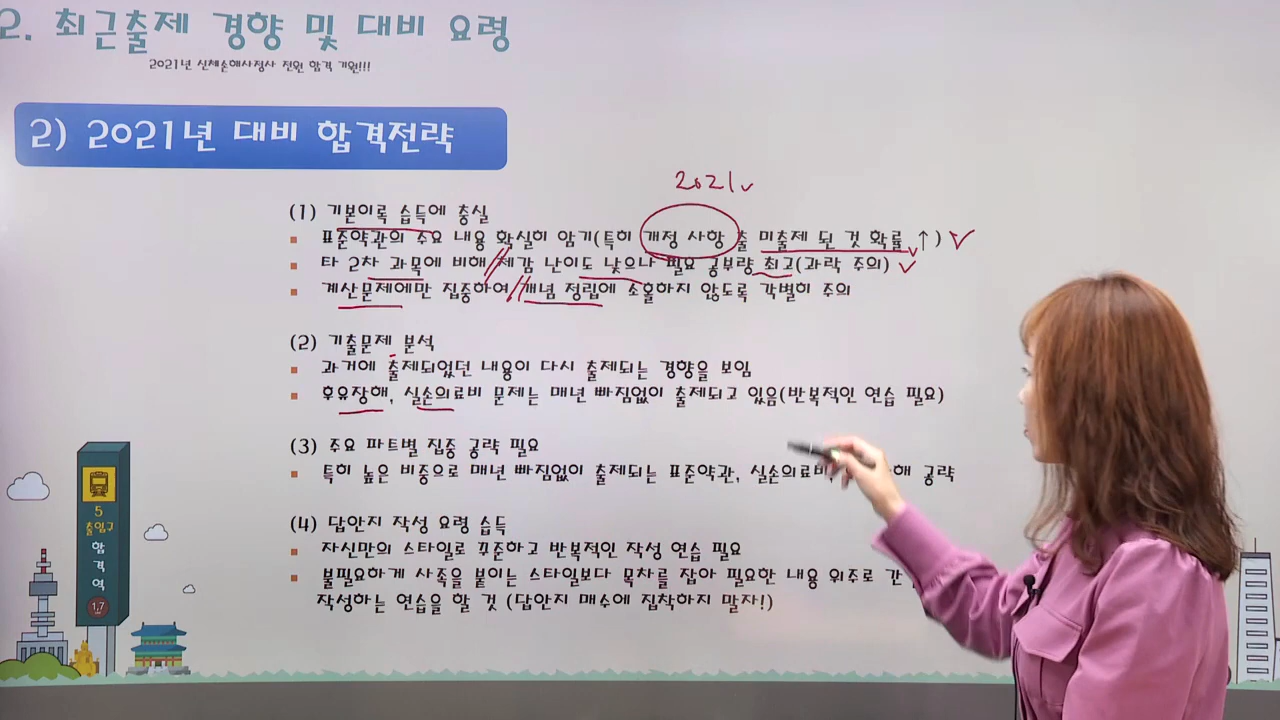 2. 최근출제 경향 및 대비 요령
2021년 신체손해사정사 전원 합격 기원!!!
2) 2021년 대비 합격전략
2021
(1) 기본이론 습득에 충실
표준약관의 주요 내용 확실히 암기(특히 개정 사항 출 미출제 된 것 확률 ↑)
타 2차 과목에 비해 체감 난이도 낮으나 필요 공부량 최고(과락 주의)
계산문제에만 집중하여 개념 정립에 소홀하지 않도록 각별히 주의
(2) 기출문제 분석
과거에 출제되었던 내용이 다시 출제되는 경향을 보임
후유장해, 실손의료비 문제는 매년 빠짐없이 출제되고 있음(반복적인 연습 필요)
(3) 주요 파트별 집중 공략 필요
특히 높은 비중으로 매년 빠짐없이 출제되는 표준약관, 실손의료비, 해 공략
(4) 답안지 작성 요령 습득
자신만의 스타일로 꾸준하고 반복적인 작성 연습 필요
불필요하게 사족을 붙이는 스타일보다 목차를 잡아 필요한 내용 위주로 간
작성하는 연습을 할 것 (답안지 매수에 집착하지 말자!)
5
출입구
합
격
역
1,7